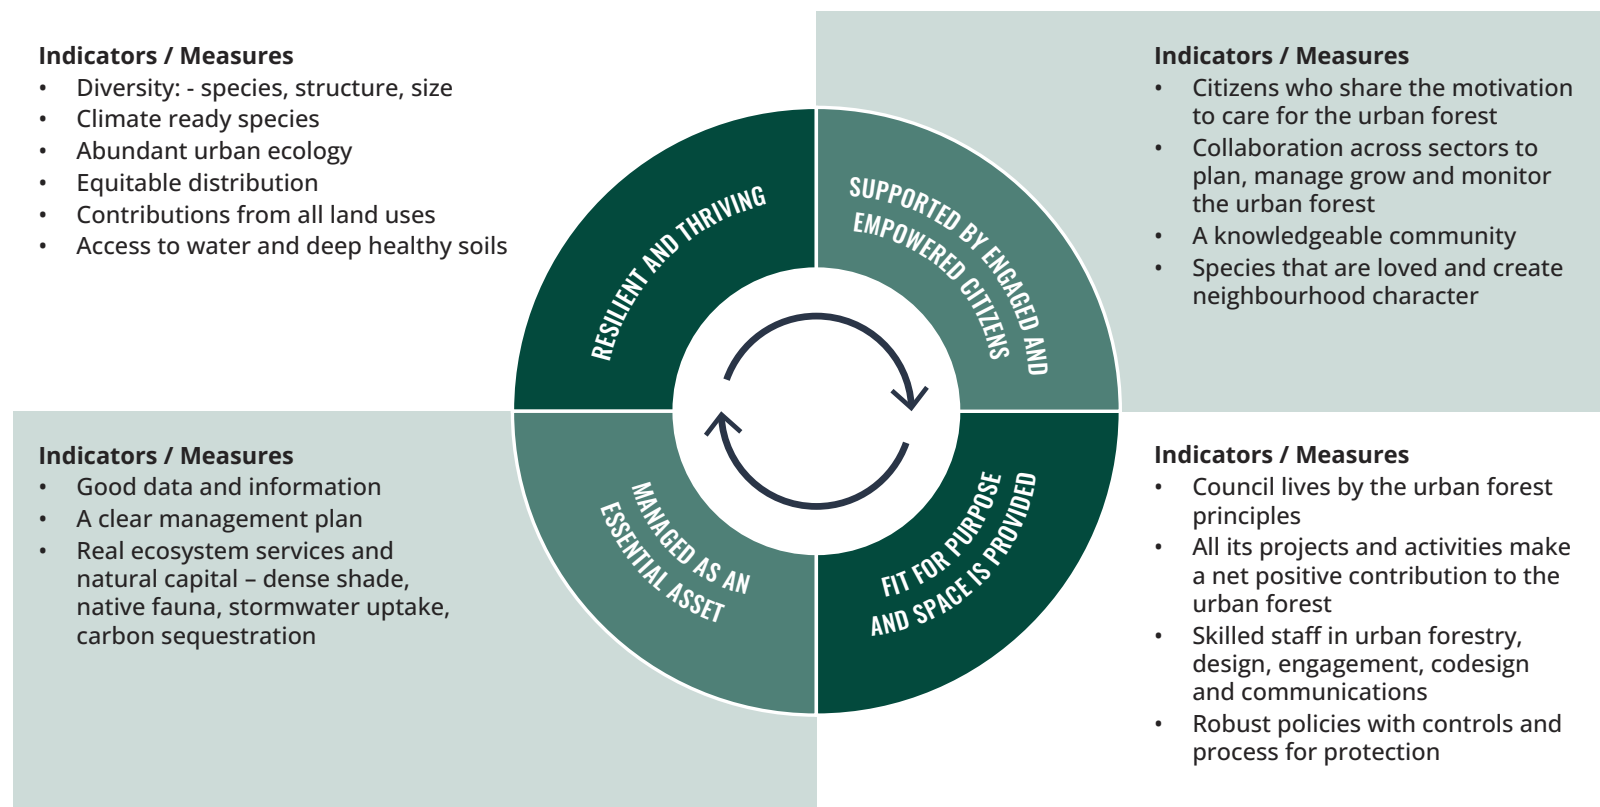 Indicators / Measures
• Diversity: - species, structure, size
• Climate ready species
• Abundant urban ecology
• Equitable distribution
• Contributions from all land uses
• Access to water and deep healthy soils
Indicators / Measures
• Citizens who share the motivation
to care for the urban forest
• Collaboration across sectors to
plan, manage grow and monitor
the urban forest
• A knowledgeable community
• Species that are loved and create
neighbourhood character
RESILIENT AND THRIVING
SUPPORTED BY ENGAGED AND
EMPOWERED CITIZENS
MANAGED AS AN
ESSENTIAL ASSET
FIT FOR PURPOSE
AND SPACE IS PROVIDED
Indicators / Measures
• Good data and information
• A clear management plan
• Real ecosystem services and
natural capital – dense shade,
native fauna, stormwater uptake,
carbon sequestration
Indicators / Measures
• Council lives by the urban forest
principles
• All its projects and activities make
a net positive contribution to the
urban forest
• Skilled staff in urban forestry,
design, engagement, codesign
and communications
• Robust policies with controls and
process for protection